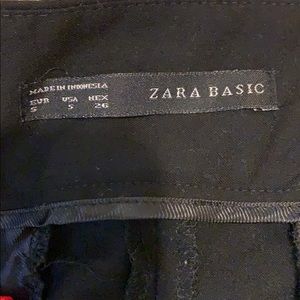 MADE IN INDONESIA
EUR USA MEX
S S 26
ZARA BASIC